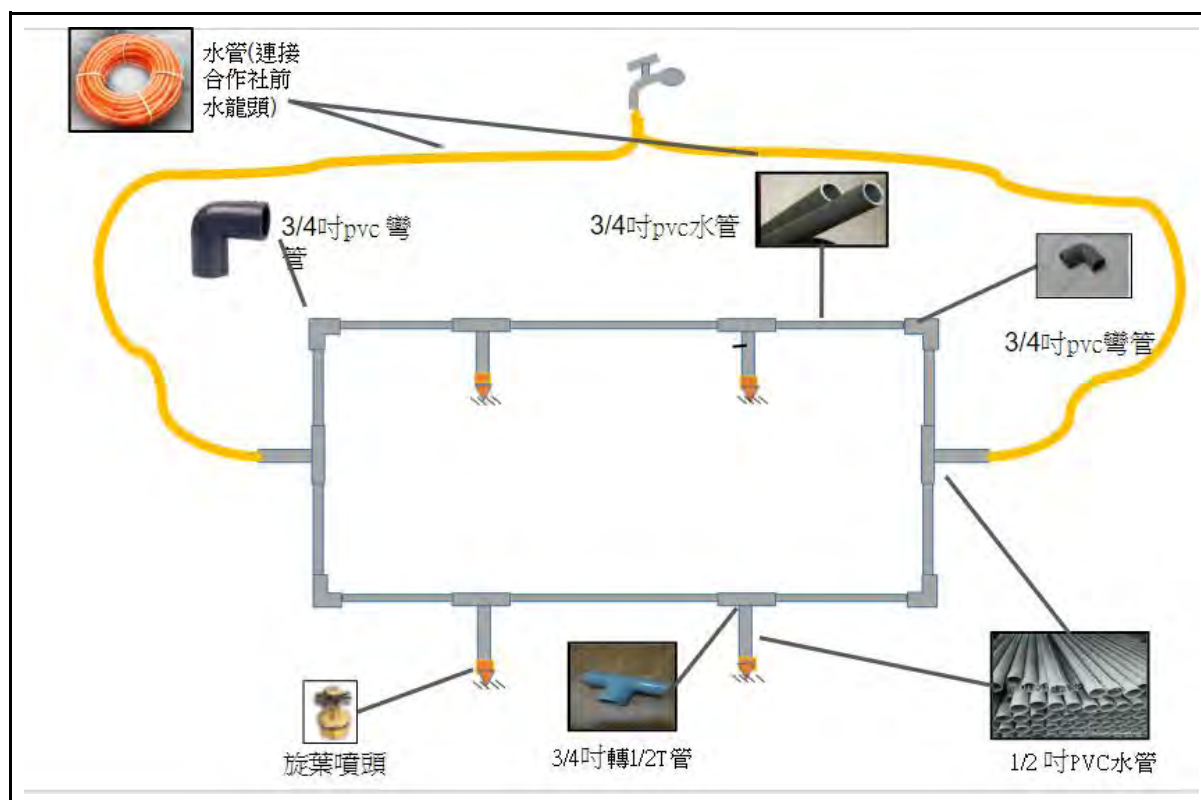 水管(連接
合作社前
水龍頭)
3/4吋pvc 彎
管
3/4吋pvc水管
3/4吋pvc彎管
旋葉噴頭
3/4吋轉1/2T管
1/2 吋PVC水管